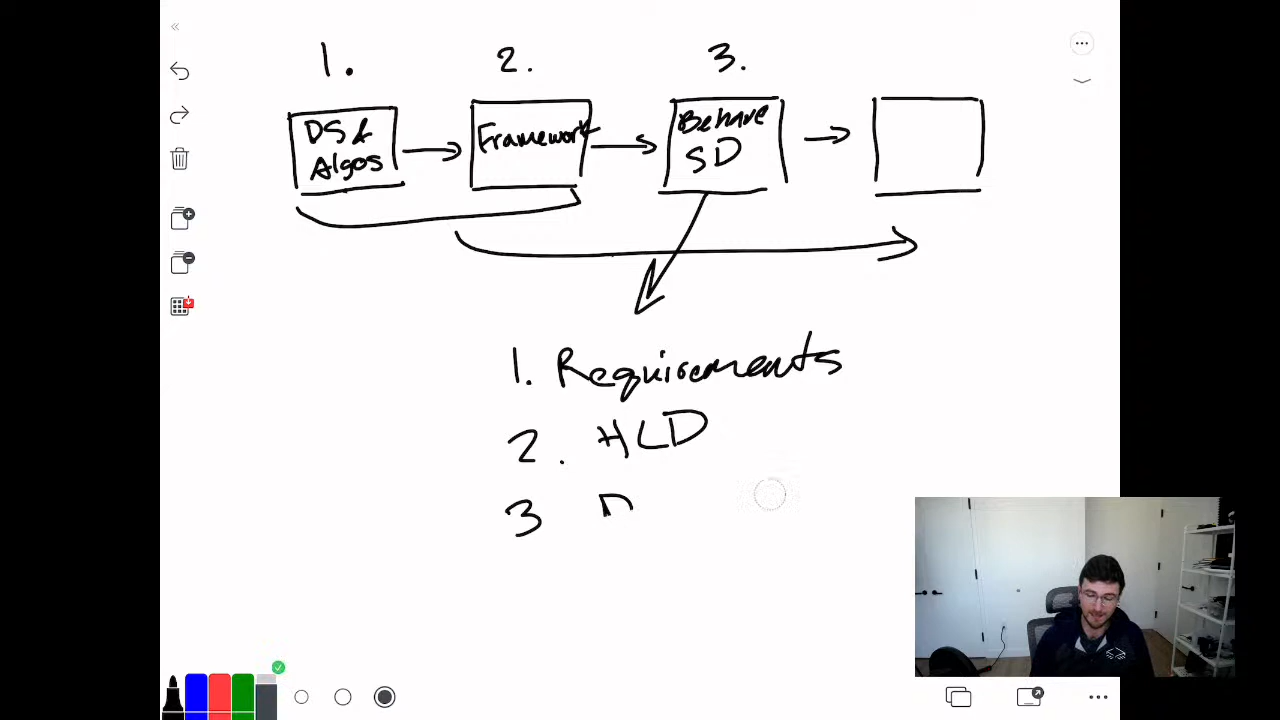 1. 2. 3.
DS & Algos
Framework
Behave SD
1. Requirements
2. HLD
3 D